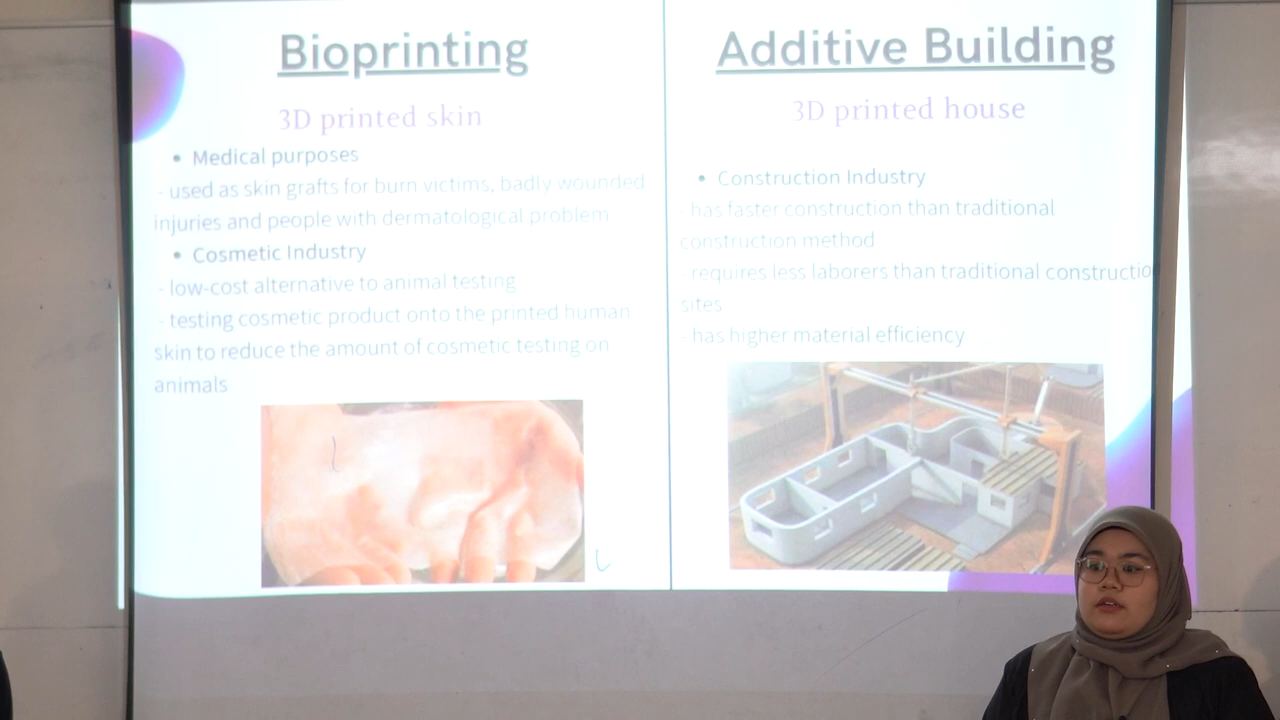 Bioprinting
3D printed skin
• Medical purposes
- used as skin grafts for burn victims, badly wounded
injuries and people with dermatological problem
• Cosmetic Industry
- low-cost alternative to animal testing
- testing cosmetic product onto the printed human
skin to reduce the amount of cosmetic testing on
animals
Additive Building
3D printed house
• Construction Industry
- has faster construction than traditional
construction method
- requires less laborers than traditional construction
sites
- has higher material efficiency